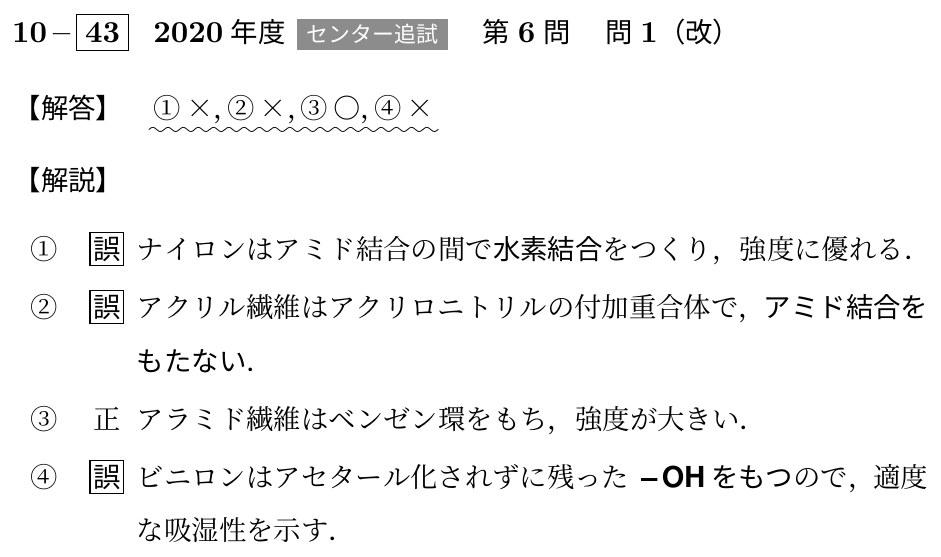 10－43 2020年度 センター追試 第6問 問1（改）
【解答】 ①×,②×,③○,④×
【解説】
① 誤 ナイロンはアミド結合の間で水素結合をつくり，強度に優れる．
② 誤 アクリル繊維はアクリロニトリルの付加重合体で，アミド結合を
もたない．
③ 正 アラミド繊維はベンゼン環をもち，強度が大きい．
④ 誤 ビニロンはアセタール化されずに残った －OH をもつので，適度
な吸湿性を示す．